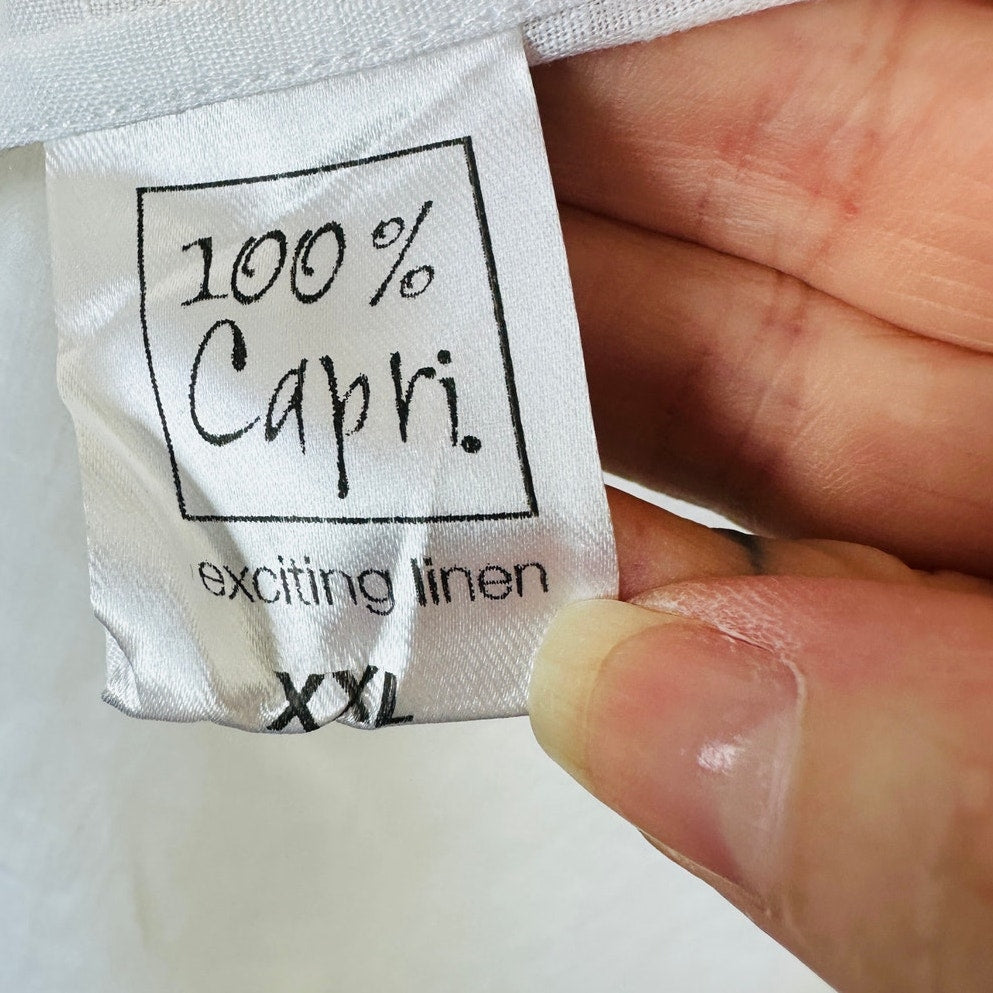 100%
Capri.
exciting linen
XXL